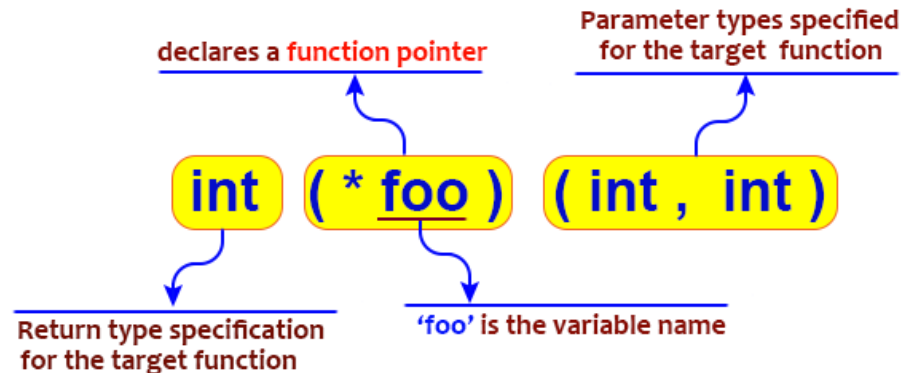 Parameter types specified
for the target function
declares a function pointer
int ( * foo ) ( int , int )
'foo' is the variable name
Return type specification
for the target function